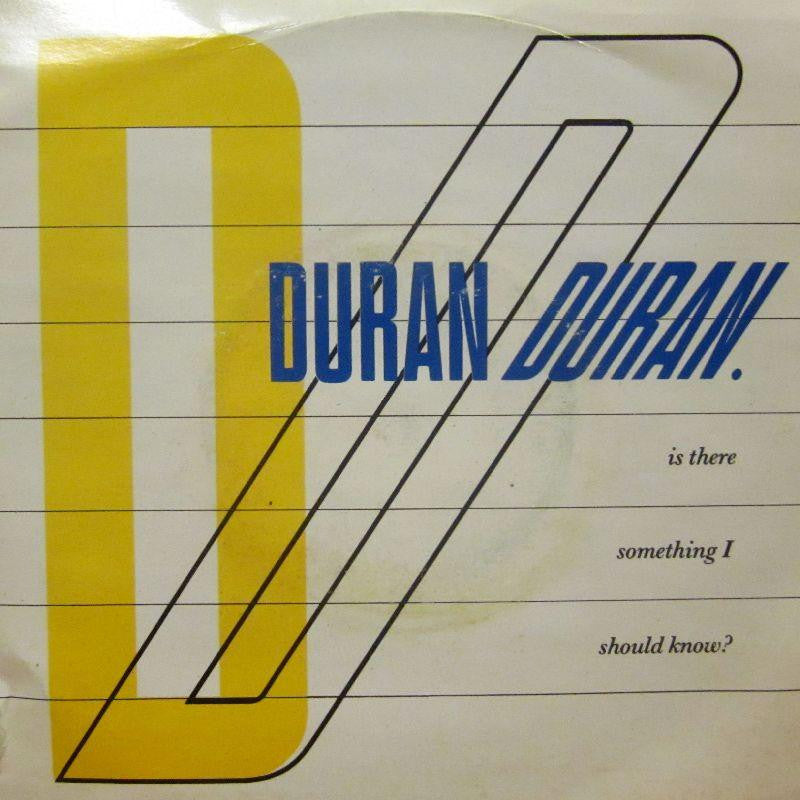 DURAN DURAN.
is there
something I
should know?